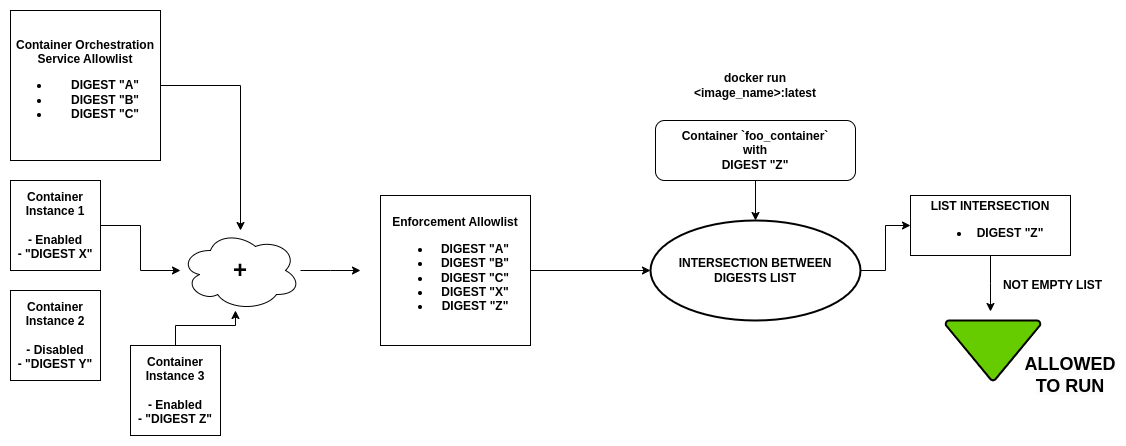 Container Orchestration
Service Allowlist
• DIGEST "A"
• DIGEST "B"
• DIGEST "C"
Container
Instance 1
- Enabled
- "DIGEST X"
Container
Instance 2
- Disabled
- "DIGEST Y"
Container
Instance 3
- Enabled
- "DIGEST Z"
+
Enforcement Allowlist
• DIGEST "A"
• DIGEST "B"
• DIGEST "C"
• DIGEST "X"
• DIGEST "Z"
docker run
<image_name>:latest
Container `foo_container`
with
DIGEST "Z"
INTERSECTION BETWEEN
DIGESTS LIST
LIST INTERSECTION
• DIGEST "Z"
NOT EMPTY LIST
ALLOWED
TO RUN